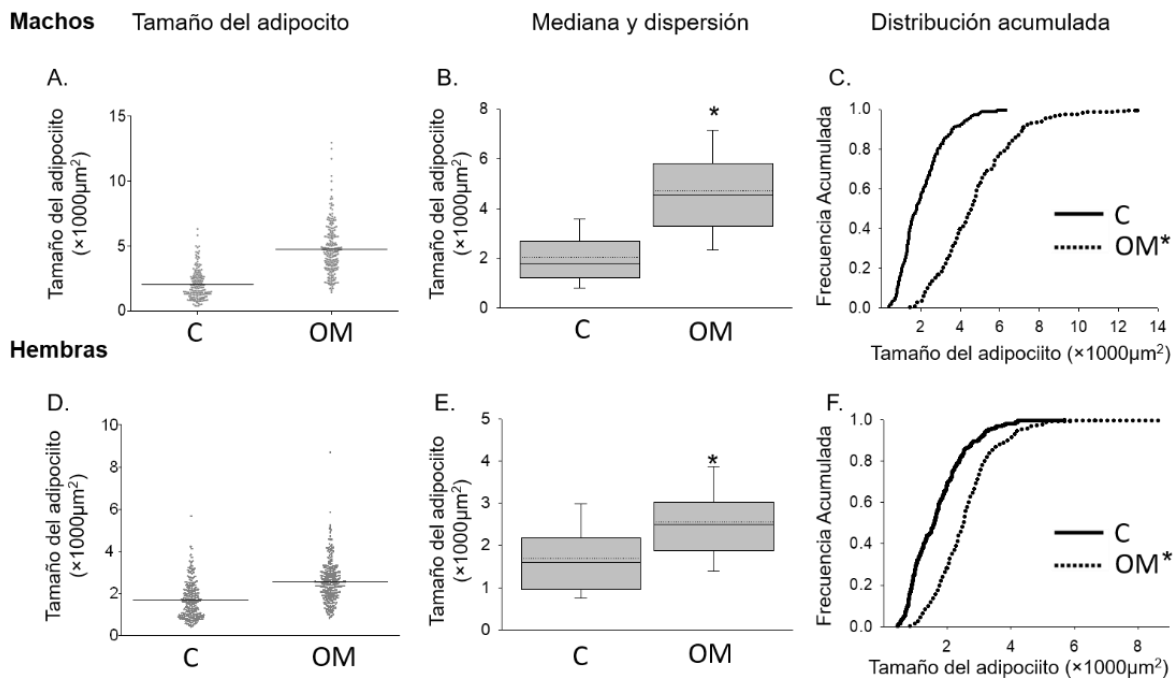 Machos Tamaño del adipocito Mediana y dispersión Distribución acumulada
A. B. C.
Tamaño del adipociito
(×1000µm²)
15
10
5
0
C OM
Tamaño del adipociito
(×1000µm²)
8
6
4
2
0
*
C OM
Frecuencia Acumulada
1.0
0.8
0.6
0.4
0.2
0.0
C
OM*
2 4 6 8 10 12 14
Tamaño del adipociito (×1000µm²)
Hembras
D. E. F.
Tamaño del adipociito
(×1000µm²)
10
8
6
4
2
0
C OM
Tamaño del adipociito
(×1000µm²)
5
4
3
2
1
0
*
C OM
Frecuencia Acumulada
1.0
0.8
0.6
0.4
0.2
0.0
C
OM*
2 4 6 8
Tamaño del adipociito (×1000µm²)